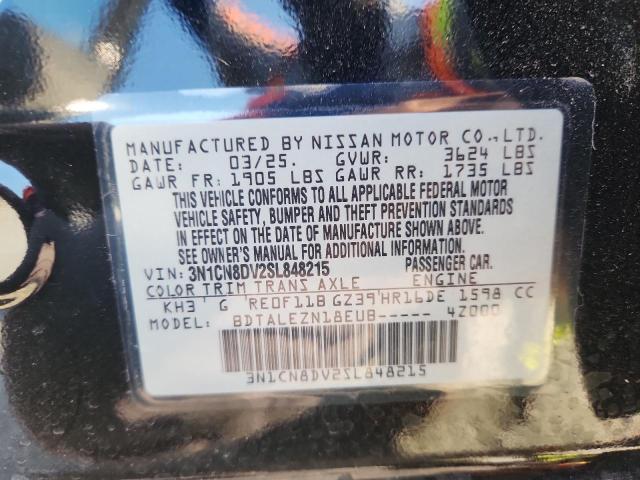 MANUFACTURED BY NISSAN MOTOR CO., LTD.
DATE: 03/25. GVWR: 3624 LBS
GAWR FR: 1905 LBS GAWR RR: 1735 LBS
THIS VEHICLE CONFORMS TO ALL APPLICABLE FEDERAL MOTOR
VEHICLE SAFETY, BUMPER AND THEFT PREVENTION STANDARDS
IN EFFECT ON THE DATE OF MANUFACTURE SHOWN ABOVE.
SEE OWNER'S MANUAL FOR ADDITIONAL INFORMATION
VIN: 3N1CN8DV2SL848215 PASSENGER CAR.
COLOR TRIM TRANS AXLE ENGINE
KH3 G RE0F11B GZ39 HR16DE 1598 CC
MODEL: BDTALEZN18EUB----- 4Z000
3N1CN8DV2SL848215